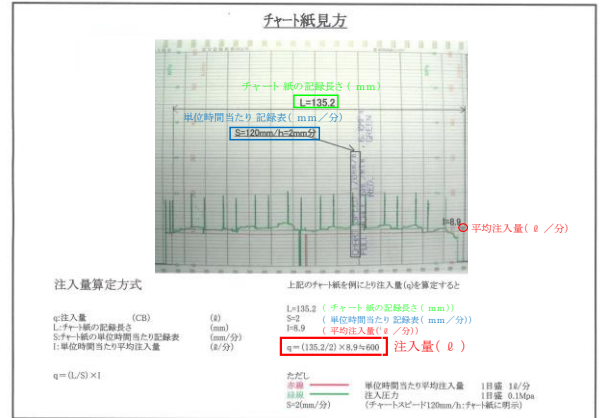 チャート紙見方
チャート 紙の記録長さ( mm)
L=135.2
単位時間当たり 記録表( mm／分)
S=120mm/h=2mm分
I=8.9
平均注入量(ℓ／分)
注入量算定方式
上記のチャート紙を例にとり注入量(q)を算定すると
q:注入量 (CB) (ℓ)
L:チャート紙の記録長さ (mm)
S:チャート紙の単位時間当たり記録表 (mm/分)
I:単位時間当たり平均注入量 (ℓ/分)
L=135.2 ( チャート 紙の記録長さ( mm))
S=2 ( 単位時間当たり 記録表( mm／分))
I=8.9 ( 平均注入量(ℓ／分))
q＝(135.2/2)×8.9≒600 注入量( ℓ )
q＝(L/S)×I
ただし
赤線 単位時間当たり平均注入量 1目盛 1ℓ/分
緑線 注入圧力 1目盛 0.1Mpa
S=2(mm/分) (チャートスピード120mm/h:チャート紙に明示)